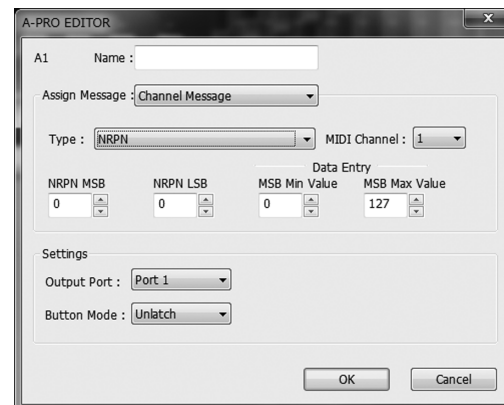 A-PRO EDITOR
x
A1 Name :
Assign Message : Channel Message
Type : NRPN MIDI Channel : 1
Data Entry
NRPN MSB NRPN LSB MSB Min Value MSB Max Value
0 0 0 127
Settings
Output Port : Port 1
Button Mode : Unlatch
OK Cancel